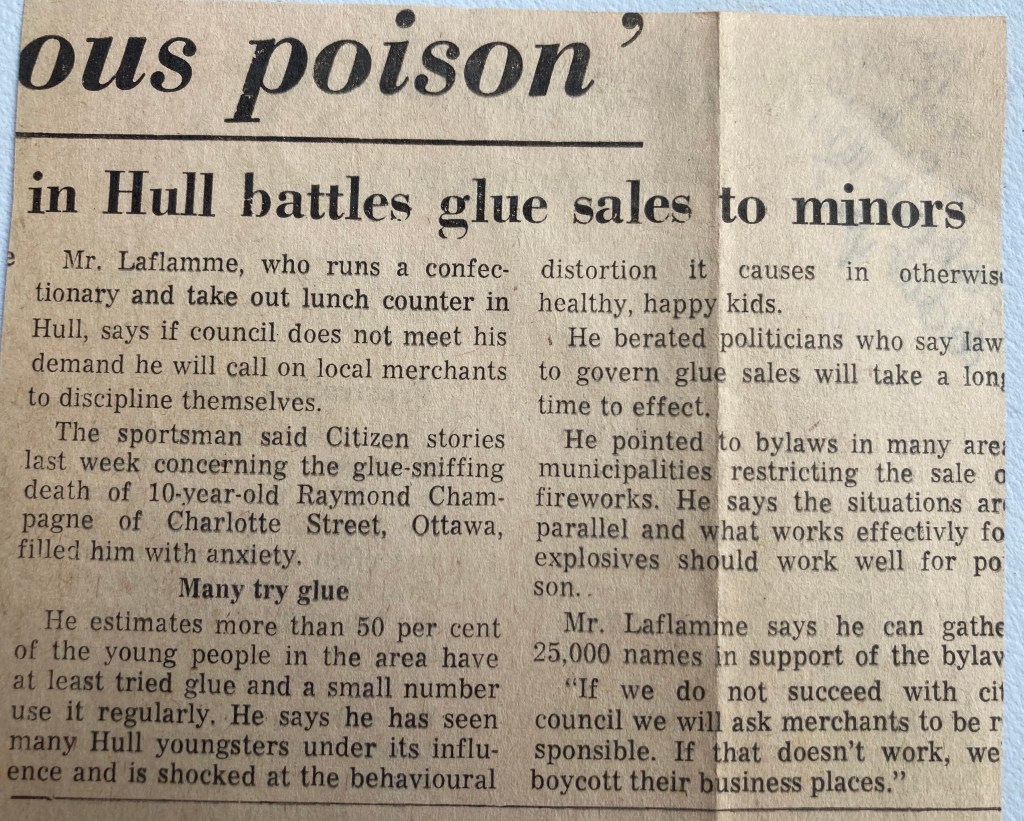 ous poison'
in Hull battles glue sales to minors
Mr. Laflamme, who runs a confec-
tionary and take out lunch counter in
Hull, says if council does not meet his
demand he will call on local merchants
to discipline themselves.
The sportsman said Citizen stories
last week concerning the glue-sniffing
death of 10-year-old Raymond Cham-
pagne of Charlotte Street, Ottawa,
filled him with anxiety.
Many try glue
He estimates more than 50 per cent
of the young people in the area have
at least tried glue and a small number
use it regularly. He says he has seen
many Hull youngsters under its influ-
ence and is shocked at the behavioural
distortion it causes in otherwis
healthy, happy kids.
He berated politicians who say law
to govern glue sales will take a lon
time to effect.
He pointed to bylaws in many are
municipalities restricting the sale o
fireworks. He says the situations ar
parallel and what works effectivly fo
explosives should work well for po
son.
Mr. Laflamme says he can gathe
25,000 names in support of the byla
"If we do not succeed with cit
council we will ask merchants to be r
sponsible. If that doesn't work, we
boycott their business places."